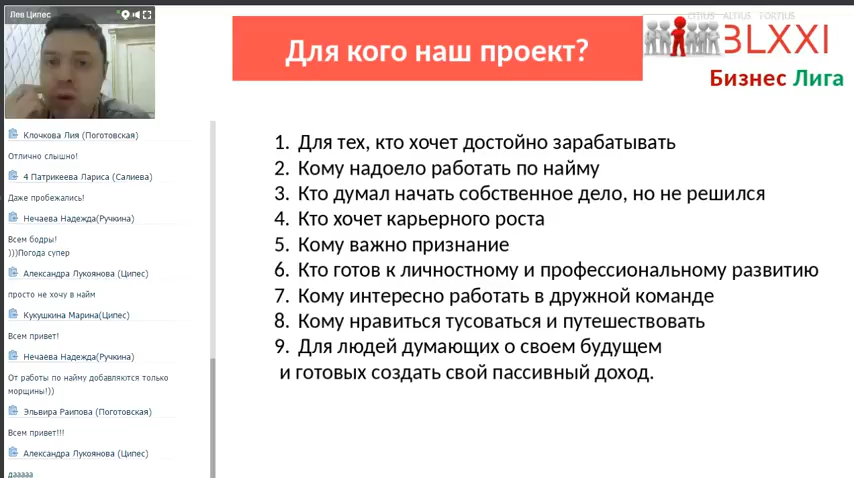 Лев Ципес
Клочкова Лия (Поготовская)
Отлично слышно!
4 Патрикеева Лариса (Салиева)
Даже пробежались!
Нечаева Надежда(Ручкина)
Всем бодры!
)))Погода супер
Александра Лукоянова (Ципес)
просто не хочу в найм
Кукушкина Марина(Ципес)
Всем привет!
Нечаева Надежда(Ручкина)
От работы по найму добавляются только
морщины!))
Эльвира Раипова (Поготовская)
Всем привет!!!
Александра Лукоянова (Ципес)
дааааа
Для кого наш проект?
CITIUS ALTIUS FORTIUS
BLXXI
Бизнес Лига
1. Для тех, кто хочет достойно зарабатывать
2. Кому надоело работать по найму
3. Кто думал начать собственное дело, но не решился
4. Кто хочет карьерного роста
5. Кому важно признание
6. Кто готов к личностному и профессиональному развитию
7. Кому интересно работать в дружной команде
8. Кому нравиться тусоваться и путешествовать
9. Для людей думающих о своем будущем
и готовых создать свой пассивный доход.